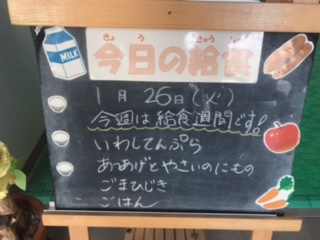 MILK
きょう きゅうしょく
今日の給食
1月26日(火)
今週は給食週間です!
いわしてんぷら
あつあげとやさいのにもの
ごまひじき
ごはん